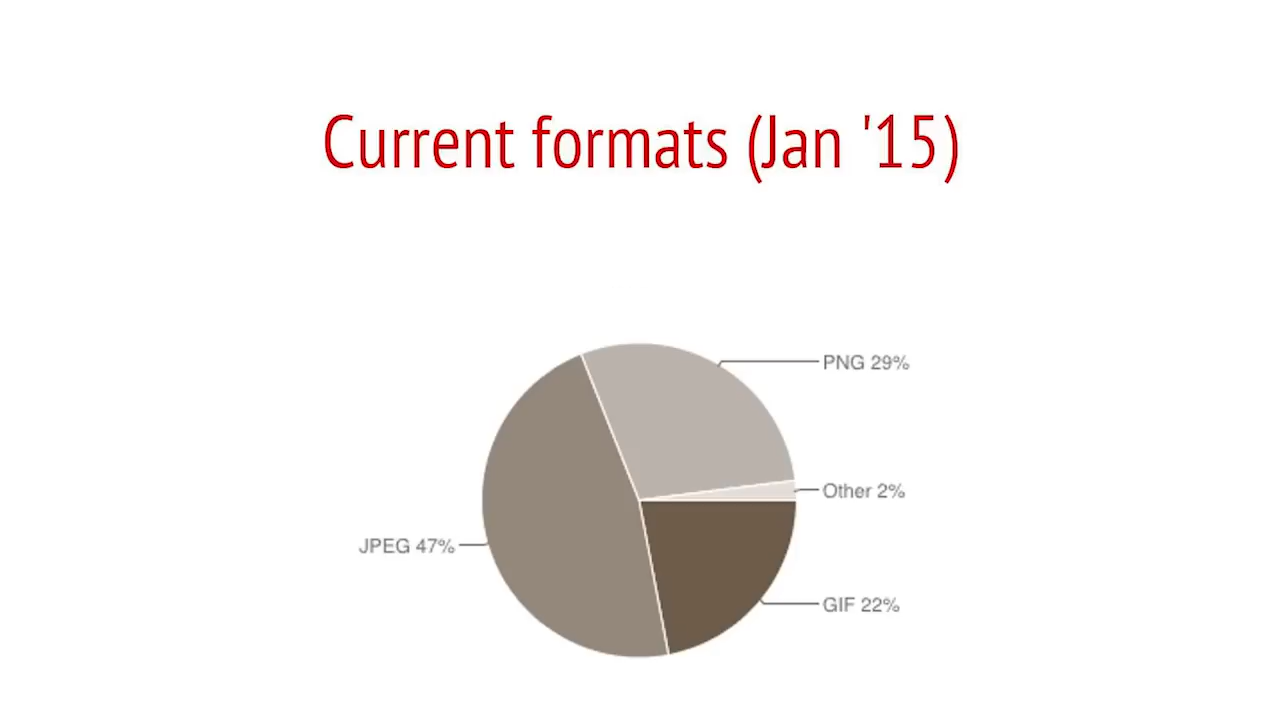 Current formats (Jan '15)
PNG 29%
Other 2%
JPEG 47%
GIF 22%